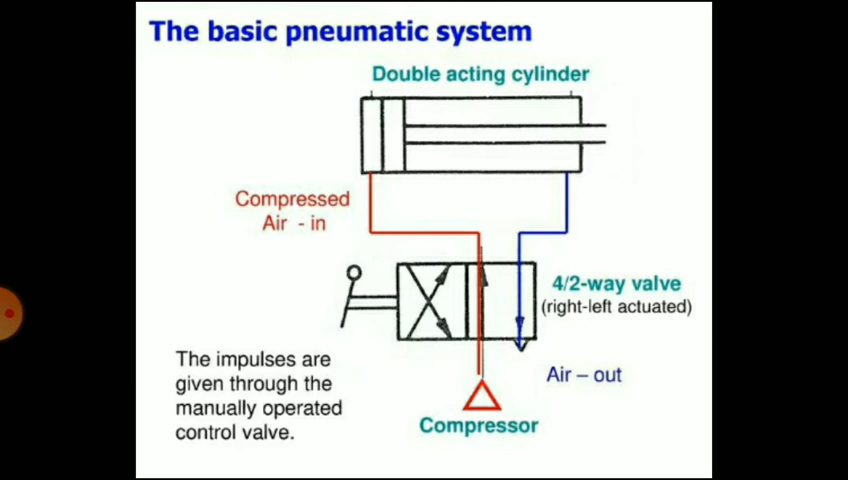 The basic pneumatic system
Double acting cylinder
Compressed
Air - in
4/2-way valve
(right-left actuated)
The impulses are
given through the
manually operated
control valve.
Air – out
Compressor